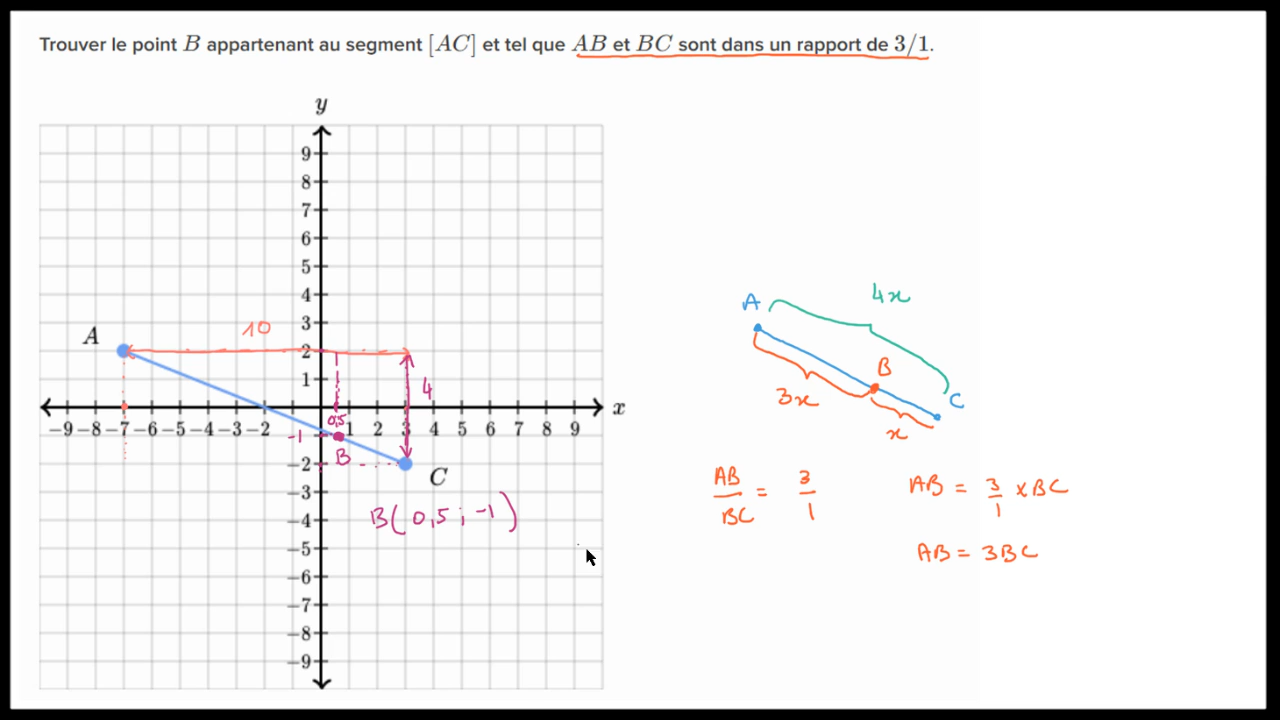 Trouver le point B appartenant au segment [AC] et tel que AB et BC sont dans un rapport de 3/1.
y
9
8
7
6
5
4
3
2
1
A
10
4
x
−9 −8 −7 −6 −5 −4 −3 −2 0,5 1 2 3 4 5 6 7 8 9
-1
B
−2
C
−3
−4
−5
−6
−7
−8
−9
B(0,5 ; -1)
4x
A
B
3x
C
x
AB/BC = 3/1
AB = 3/1 x BC
AB = 3BC